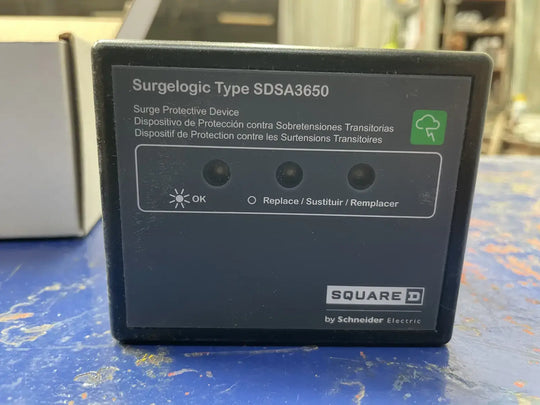 Surgelogic Type SDSA3650
Surge Protective Device
Dispositivo de Protección contra Sobretensiones Transitorias
Dispositif de Protection contre les Surtensions Transitoires
OK
Replace / Sustituir / Remplacer
SQUARE D
by Schneider Electric